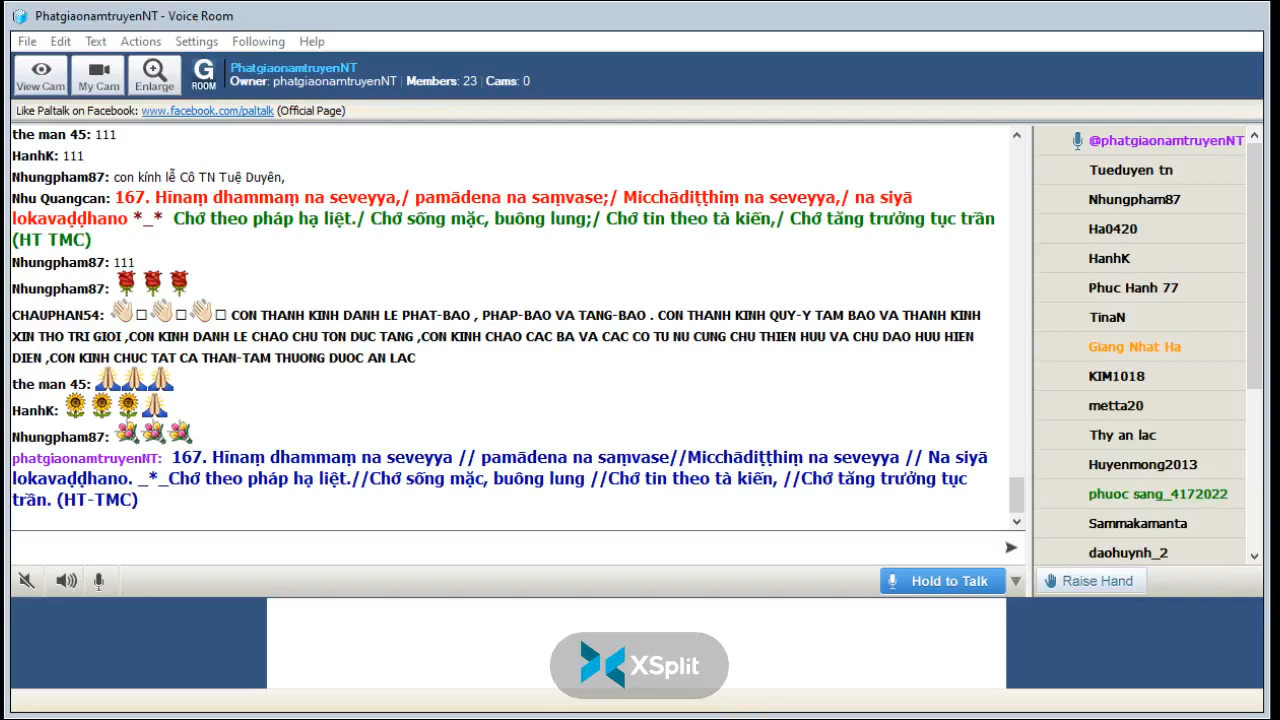 PhatgiaonamtruyenNT - Voice Room
File Edit Text Actions Settings Following Help
View Cam My Cam Enlarge G ROOM
PhatgiaonamtruyenNT
Owner: phatgiaonamtruyenNT | Members: 23 | Cams: 0
Like Paltalk on Facebook: www.facebook.com/paltalk (Official Page)
the man 45: 111
HanhK: 111
Nhungpham87: con kính lễ Cô TN Tuệ Duyên,
Nhu Quangcan: 167. Hīnaṃ dhammaṃ na seveyya,/ pamādena na saṃvase;/ Micchādiṭṭhiṃ na seveyya,/ na siyā
lokavaḍḍhano *_* Chớ theo pháp hạ liệt./ Chớ sống mặc, buông lung;/ Chớ tin theo tà kiến,/ Chớ tăng trưởng tục trần
(HT TMC)
Nhungpham87: 111
Nhungpham87:
CHAUPHAN54: CON THANH KINH DANH LE PHAT-BAO , PHAP-BAO VA TANG-BAO . CON THANH KINH QUY-Y TAM BAO VA THANH KINH
XIN THO TRI GIOI ,CON KINH DANH LE CHAO CHU TON DUC TANG ,CON KINH CHAO CAC BA VA CAC CO TU NU CUNG CHU THIEN HUU VA CHU DAO HUU HIEN
DIEN ,CON KINH CHUC TAT CA THAN-TAM THUONG DUOC AN LAC
the man 45:
HanhK:
Nhungpham87:
phatgiaonamtruyenNT: 167. Hīnaṃ dhammaṃ na seveyya // pamādena na saṃvase//Micchādiṭṭhiṃ na seveyya // Na siyā
lokavaḍḍhano. _*_Chớ theo pháp hạ liệt.//Chớ sống mặc, buông lung //Chớ tin theo tà kiến, //Chớ tăng trưởng tục
trần. (HT-TMC)
@phatgiaonamtruyenNT
Tueduyen tn
Nhungpham87
Ha0420
HanhK
Phuc Hanh 77
TinaN
Giang Nhat Ha
KIM1018
metta20
Thy an lac
Huyenmong2013
phuoc sang_4172022
Sammakamanta
daohuynh_2
Hold to Talk
Raise Hand
XSplit